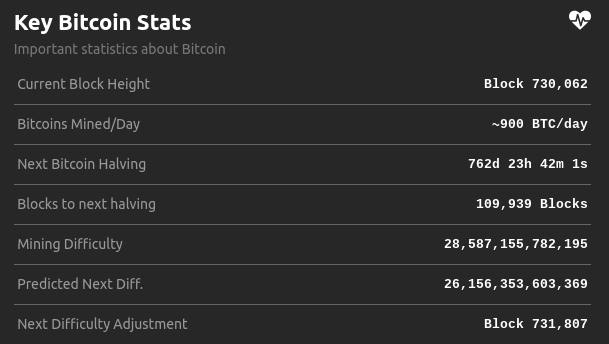 Key Bitcoin Stats
Important statistics about Bitcoin
Current Block Height Block 730,062
Bitcoins Mined/Day ~900 BTC/day
Next Bitcoin Halving 762d 23h 42m 1s
Blocks to next halving 109,939 Blocks
Mining Difficulty 28,587,155,782,195
Predicted Next Diff. 26,156,353,603,369
Next Difficulty Adjustment Block 731,807